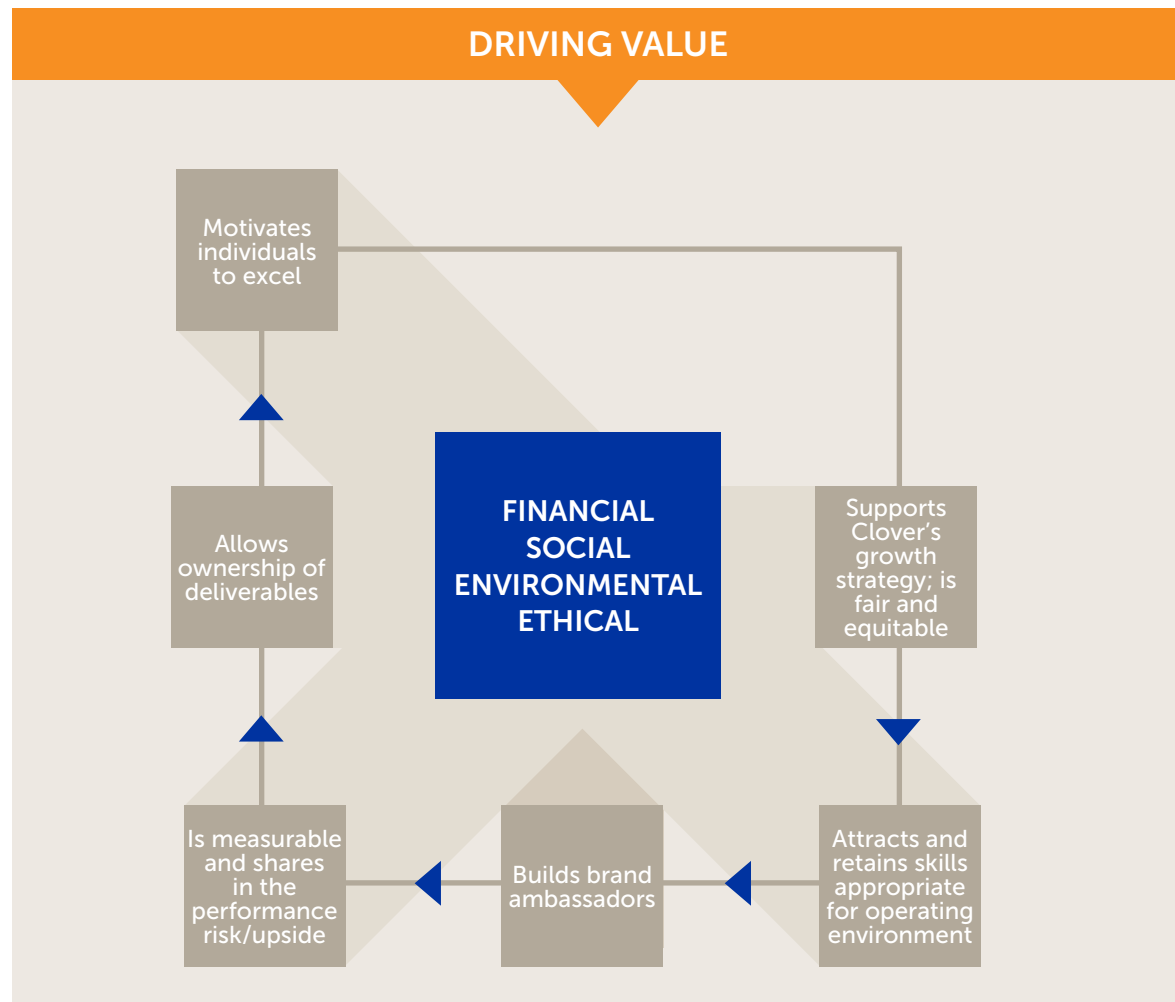 DRIVING VALUE
Motivates
individuals
to excel
FINANCIAL
SOCIAL
ENVIRONMENTAL
ETHICAL
Allows
ownership of
deliverables
Supports
Clover’s
growth
strategy; is
fair and
equitable
Is measurable
and shares
in the
performance
risk/upside
Builds brand
ambassadors
Attracts and
retains skills
appropriate
for operating
environment